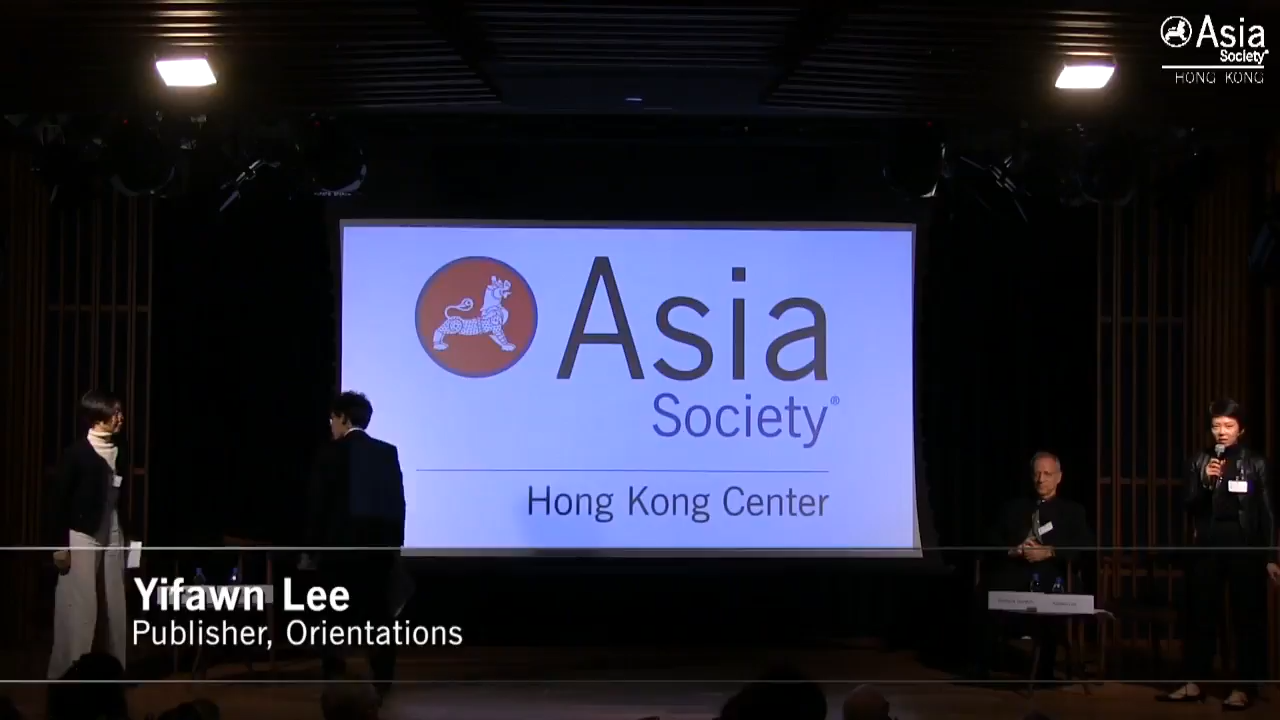 Asia
Society®
HONG KONG
Asia
Society®
Hong Kong Center
Yifawn Lee
Publisher, Orientations